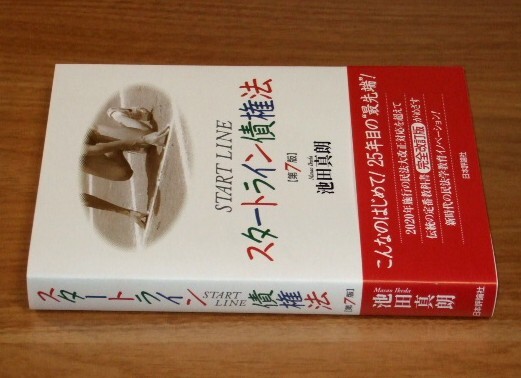 START LINE
スタートライン債権法
[第7版]
Masao Ikeda
池田真朗
こんなのはじめて! 25年目の“最先端”!
2020年施行の民法大改正対応を超えて
伝統の定番教科書 完全改訂版 がめざす
新時代の民法学教育イノベーション!
日本評論社
スタートライン
START
LINE
債権法
[第7版]
Masao Ikeda
池田真朗
日本評論社